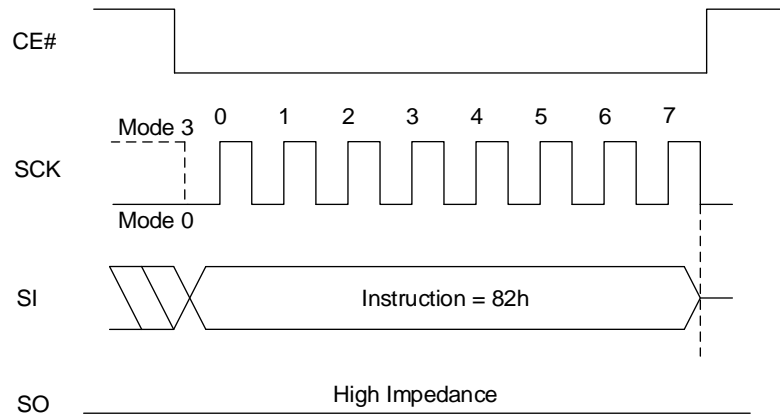 CE#
Mode 3
0 1 2 3 4 5 6 7
SCK
Mode 0
SI
Instruction = 82h
SO
High Impedance